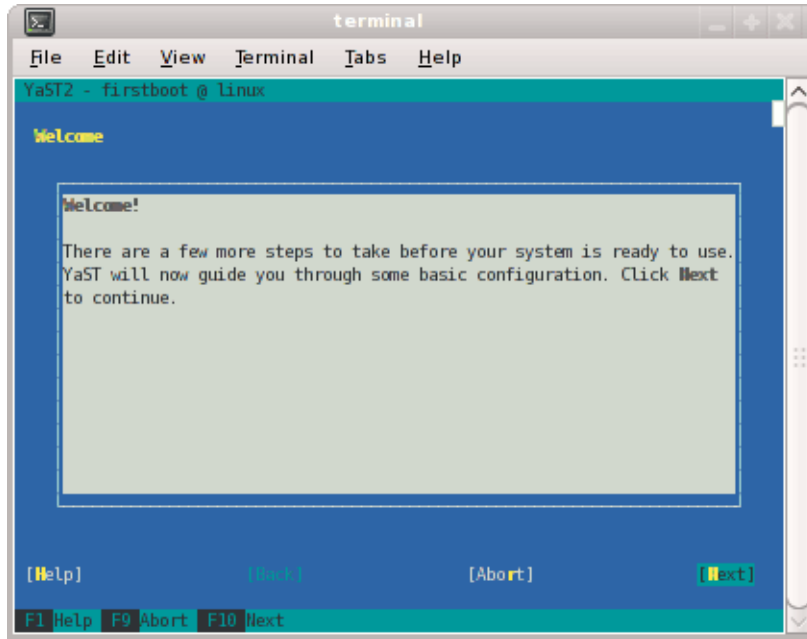 terminal
File Edit View Terminal Tabs Help
YaST2 - firstboot @ linux
Welcome
Welcome!
There are a few more steps to take before your system is ready to use.
YaST will now guide you through some basic configuration. Click Next
to continue.
[Help] [Back] [Abort] [Next]
F1 Help F9 Abort F10 Next